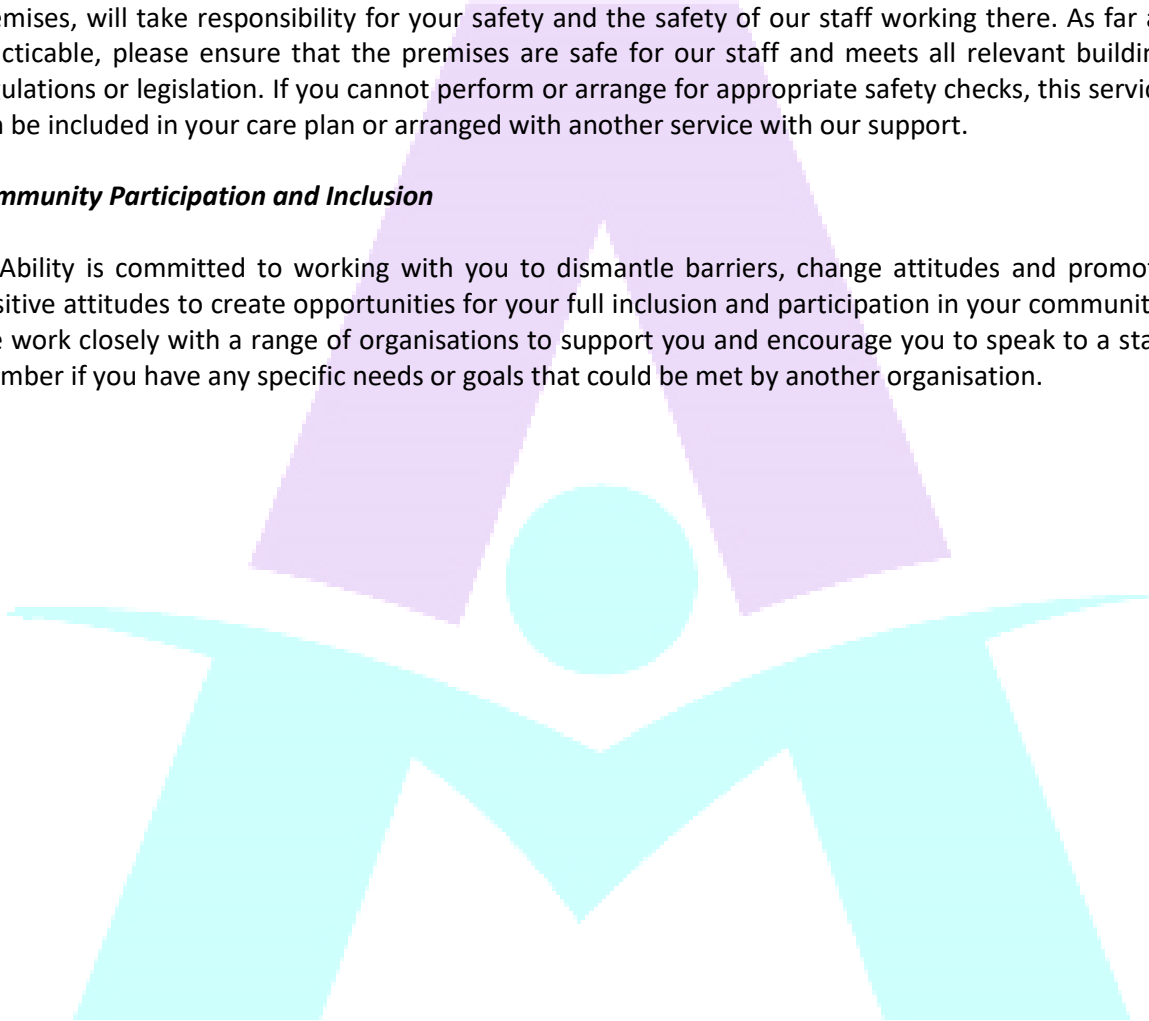 emises, will take responsibility for your safety and the safety of our staff working there. As far a
cticable, please ensure that the premises are safe for our staff and meets all relevant buildin
ulations or legislation. If you cannot perform or arrange for appropriate safety checks, this servic
n be included in your care plan or arranged with another service with our support.
mmunity Participation and Inclusion
Ability is committed to working with you to dismantle barriers, change attitudes and promot
sitive attitudes to create opportunities for your full inclusion and participation in your communit
e work closely with a range of organisations to support you and encourage you to speak to a sta
mber if you have any specific needs or goals that could be met by another organisation.